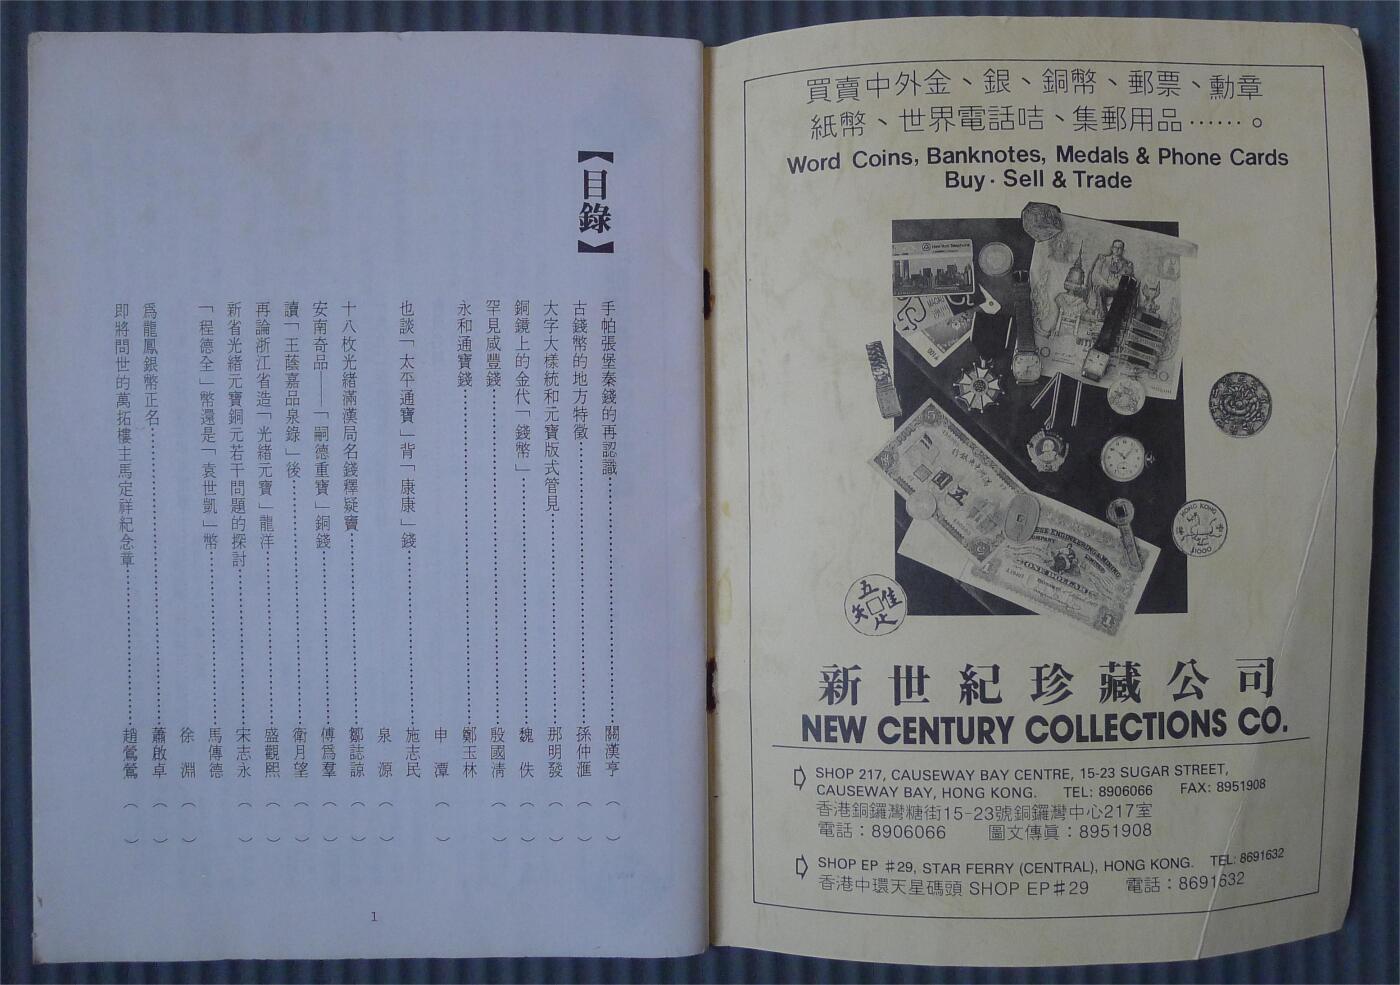 【目錄】
手帕張堡秦錢的再認識……關漢亨（　）
古錢幣的地方特徵……孫仲滙（　）
大字大樣統和元寶版式管見……那明發（　）
銅鏡上的金代「錢幣」……魏　佚（　）
罕見咸豐錢……殷國清（　）
永和通寶錢……鄭玉林（　）
申　潭（　）
也談「太平通寶」背「康康」錢……施志民（　）
泉　源
十八枚光緒滿漢局名錢釋疑寶……鄒誌諒（　）
安南奇品——「嗣德重寶」銅錢……傅爲羣（　）
讀「王蔭嘉品泉錄」後……衛月望（　）
再論浙江省造「光緒元寶」龍洋……盛觀熙（　）
新省光緒元寶銅元若干問題的探討……宋志永（　）
「程德全」幣還是「袁世凱」幣……馬傳德
徐　淵（　）
爲龍鳳銀幣正名……蕭啟卓（　）
即將問世的萬拓樓主馬定祥紀念章……趙鶯鶯（　）
1
買賣中外金、銀、銅幣、郵票、勳章
紙幣、世界電話咭、集郵用品……。
Word Coins, Banknotes, Medals & Phone Cards
Buy · Sell & Trade
五
圓
ONE DOLLAR
HONG KONG
$1000
五 隹 止 矢
新世紀珍藏公司
NEW CENTURY COLLECTIONS CO.
SHOP 217, CAUSEWAY BAY CENTRE, 15-23 SUGAR STREET,
CAUSEWAY BAY, HONG KONG. TEL: 8906066 FAX: 8951908
香港銅鑼灣糖街15-23號銅鑼灣中心217室
電話：8906066 圖文傳真：8951908
SHOP EP #29, STAR FERRY (CENTRAL), HONG KONG. TEL: 8691632
香港中環天星碼頭 SHOP EP#29 電話：8691632